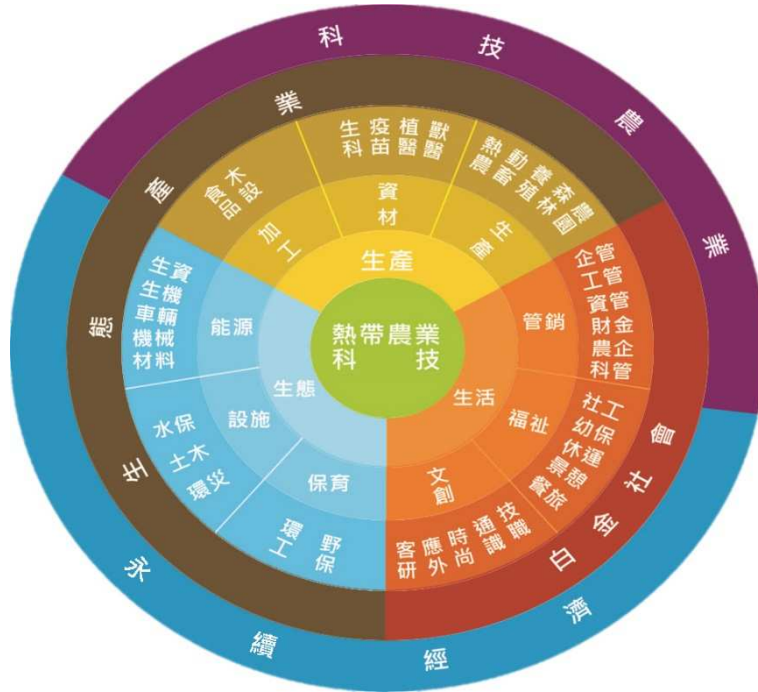 科技農業
永續經濟
生態產業
白金社會
熱帶農業
科技
生產
加工
資材
生產
食品
木設
生科
疫苗
植醫
獸醫
熱農
動畜
養殖
森林
農園
生活
管銷
福祉
文創
企管
工管
資管
財金
農企
科管
社工
幼保
休運
景憩
餐旅
客研
應外
時尚
通識
技職
生態
能源
設施
保育
生資
生機
車輛
機械
材料
水保
土木
環災
環工
野保